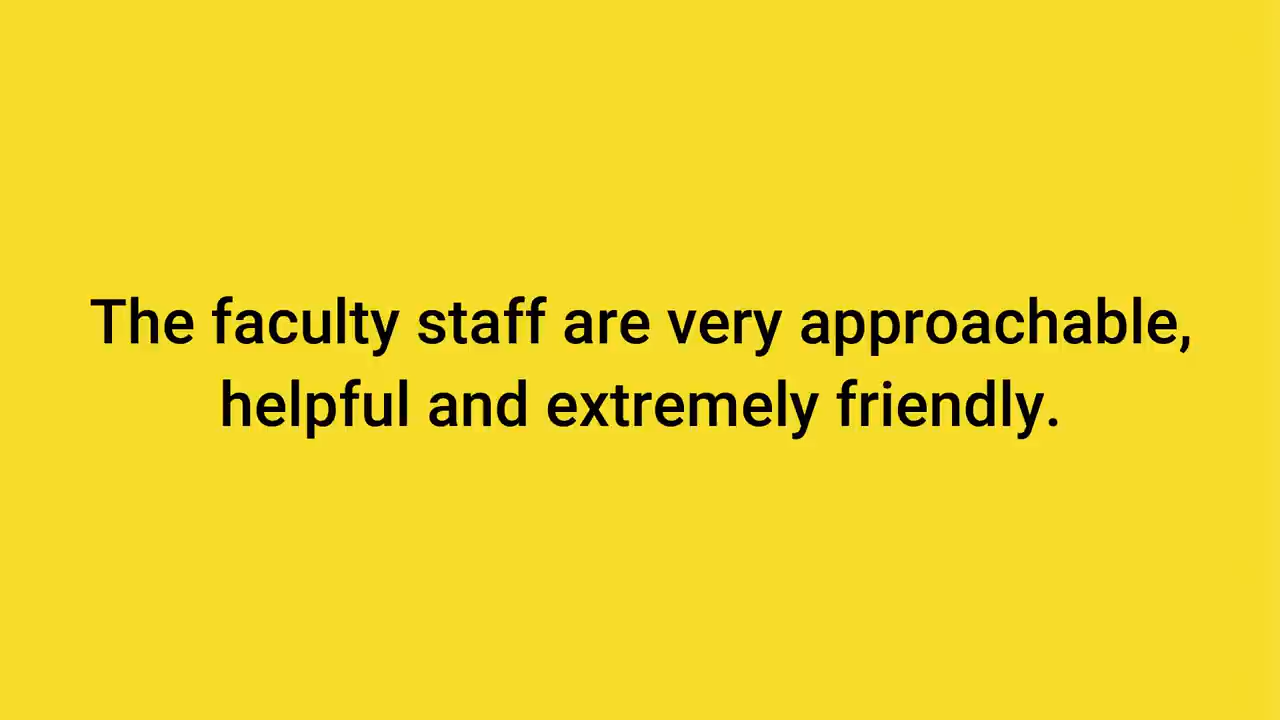 The faculty staff are very approachable,
helpful and extremely friendly.